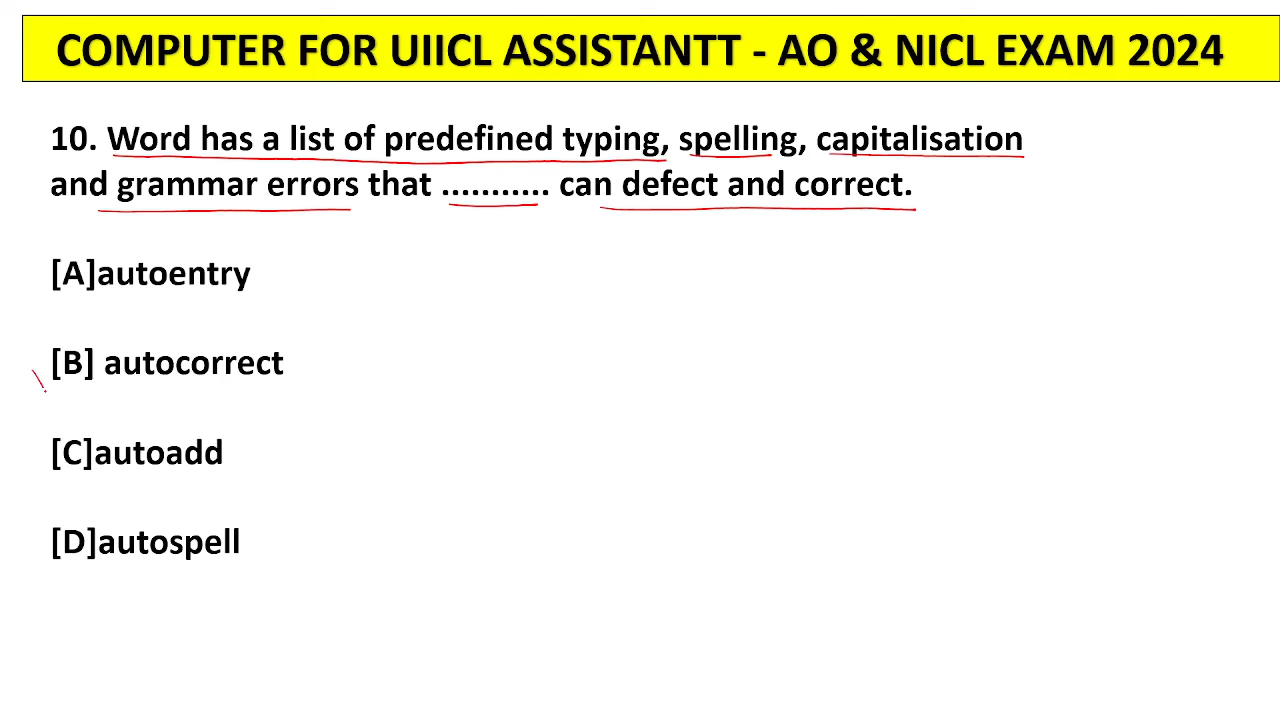 COMPUTER FOR UIICL ASSISTANTT - AO & NICL EXAM 2024
10. Word has a list of predefined typing, spelling, capitalisation
and grammar errors that ........... can defect and correct.
[A]autoentry
[B] autocorrect
[C]autoadd
[D]autospell